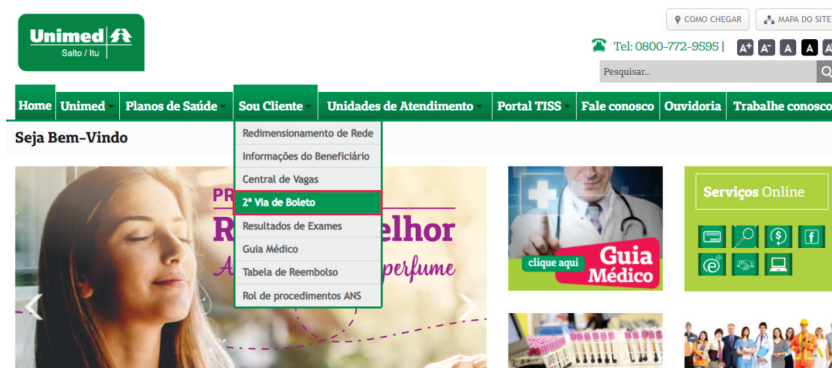 COMO CHEGAR
MAPA DO SITE
Unimed
Salto / Itu
Tel: 0800-772-9595 |
A+ A- A A A
Pesquisar...
Home Unimed Planos de Saúde Sou Cliente Unidades de Atendimento Portal TISS Fale conosco Ouvidoria Trabalhe conosco
Seja Bem-Vindo
Redimensionamento de Rede
Informações do Beneficiário
Central de Vagas
2ª Via de Boleto
Resultados de Exames
Guia Médico
Tabela de Reembolso
Rol de procedimentos ANS
PR
R elhor
A perfume
clique aqui
Guia
Médico
Serviços Online